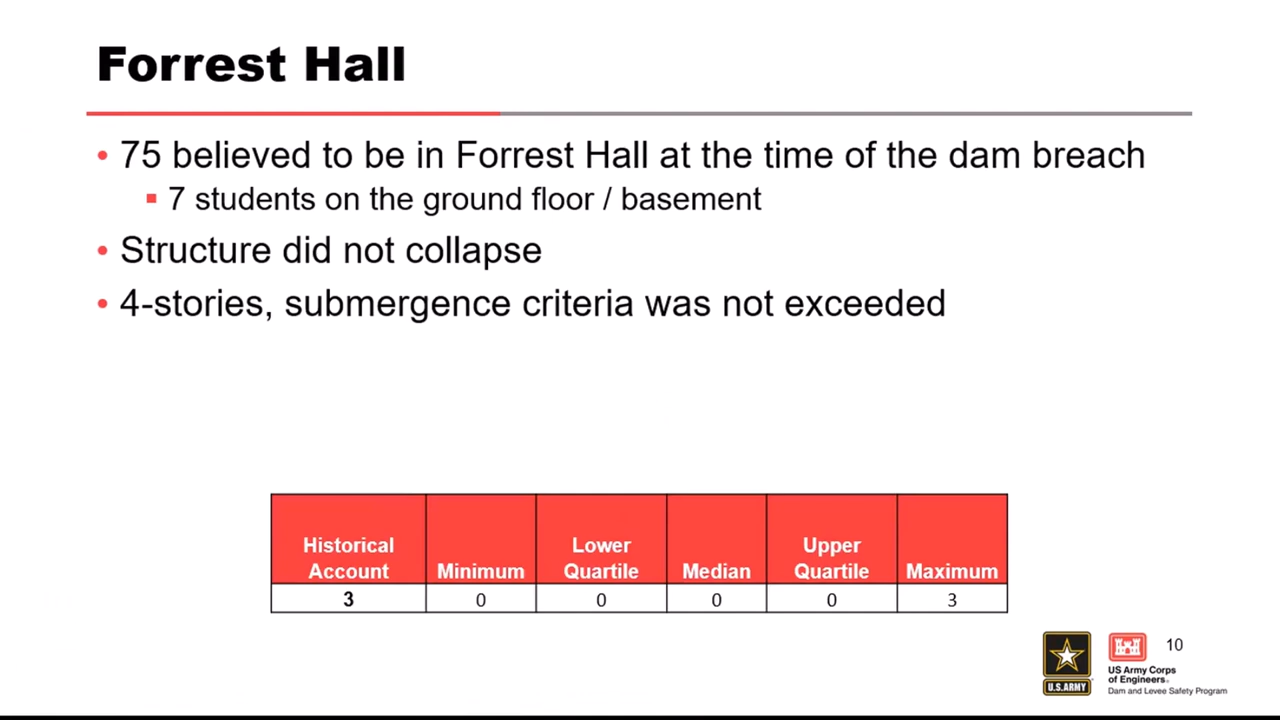 Forrest Hall
• 75 believed to be in Forrest Hall at the time of the dam breach
▪ 7 students on the ground floor / basement
• Structure did not collapse
• 4-stories, submergence criteria was not exceeded
Historical Account Minimum Lower Quartile Median Upper Quartile Maximum
3 0 0 0 0 3
10
U.S. ARMY
US Army Corps
of Engineers®
Dam and Levee Safety Program